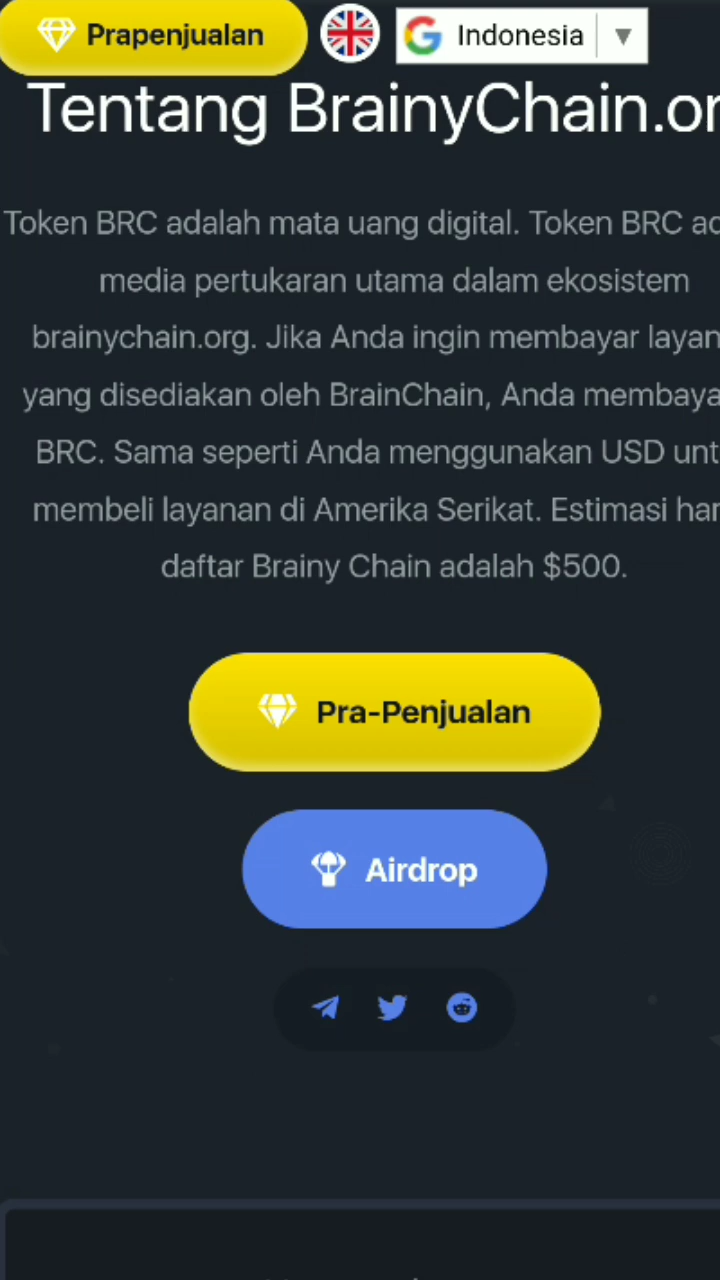 Prapenjualan
Indonesia
Tentang BrainyChain.or
Token BRC adalah mata uang digital. Token BRC
media pertukaran utama dalam ekosistem
brainychain.org. Jika Anda ingin membayar layan
yang disediakan oleh BrainChain, Anda membaya
BRC. Sama seperti Anda menggunakan USD unt
membeli layanan di Amerika Serikat. Estimasi har
daftar Brainy Chain adalah $500.
Pra-Penjualan
Airdrop